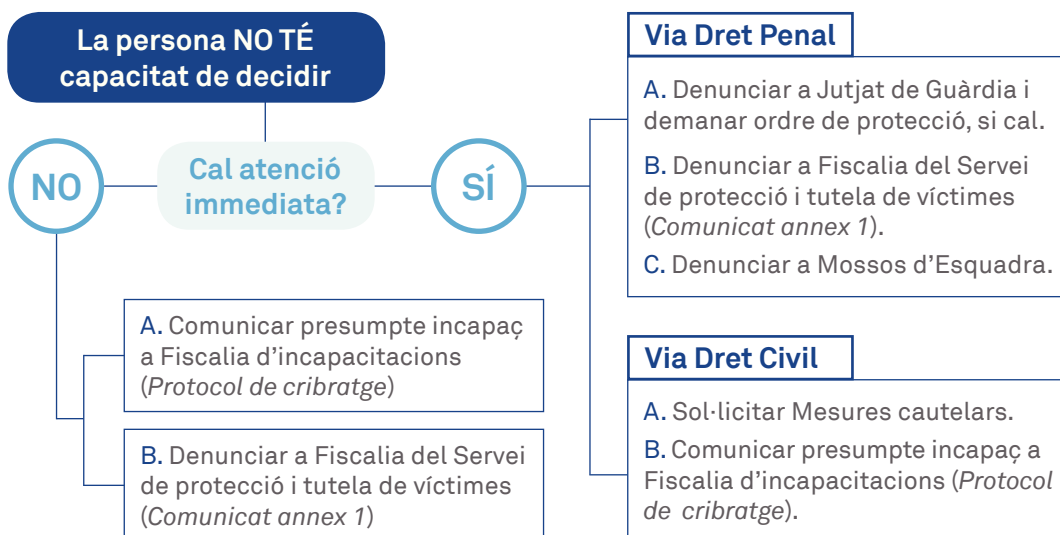 La persona NO TÉ
capacitat de decidir
NO
Cal atenció
immediata?
SÍ
A. Comunicar presumpte incapaç
a Fiscalia d'incapacitacions
(Protocol de cribratge)
B. Denunciar a Fiscalia del Servei
de protecció i tutela de víctimes
(Comunicat annex 1)
Via Dret Penal
A. Denunciar a Jutjat de Guàrdia i
demanar ordre de protecció, si cal.
B. Denunciar a Fiscalia del Servei
de protecció i tutela de víctimes
(Comunicat annex 1).
C. Denunciar a Mossos d'Esquadra.
Via Dret Civil
A. Sol·licitar Mesures cautelars.
B. Comunicar presumpte incapaç a
Fiscalia d'incapacitacions (Protocol
de cribratge).